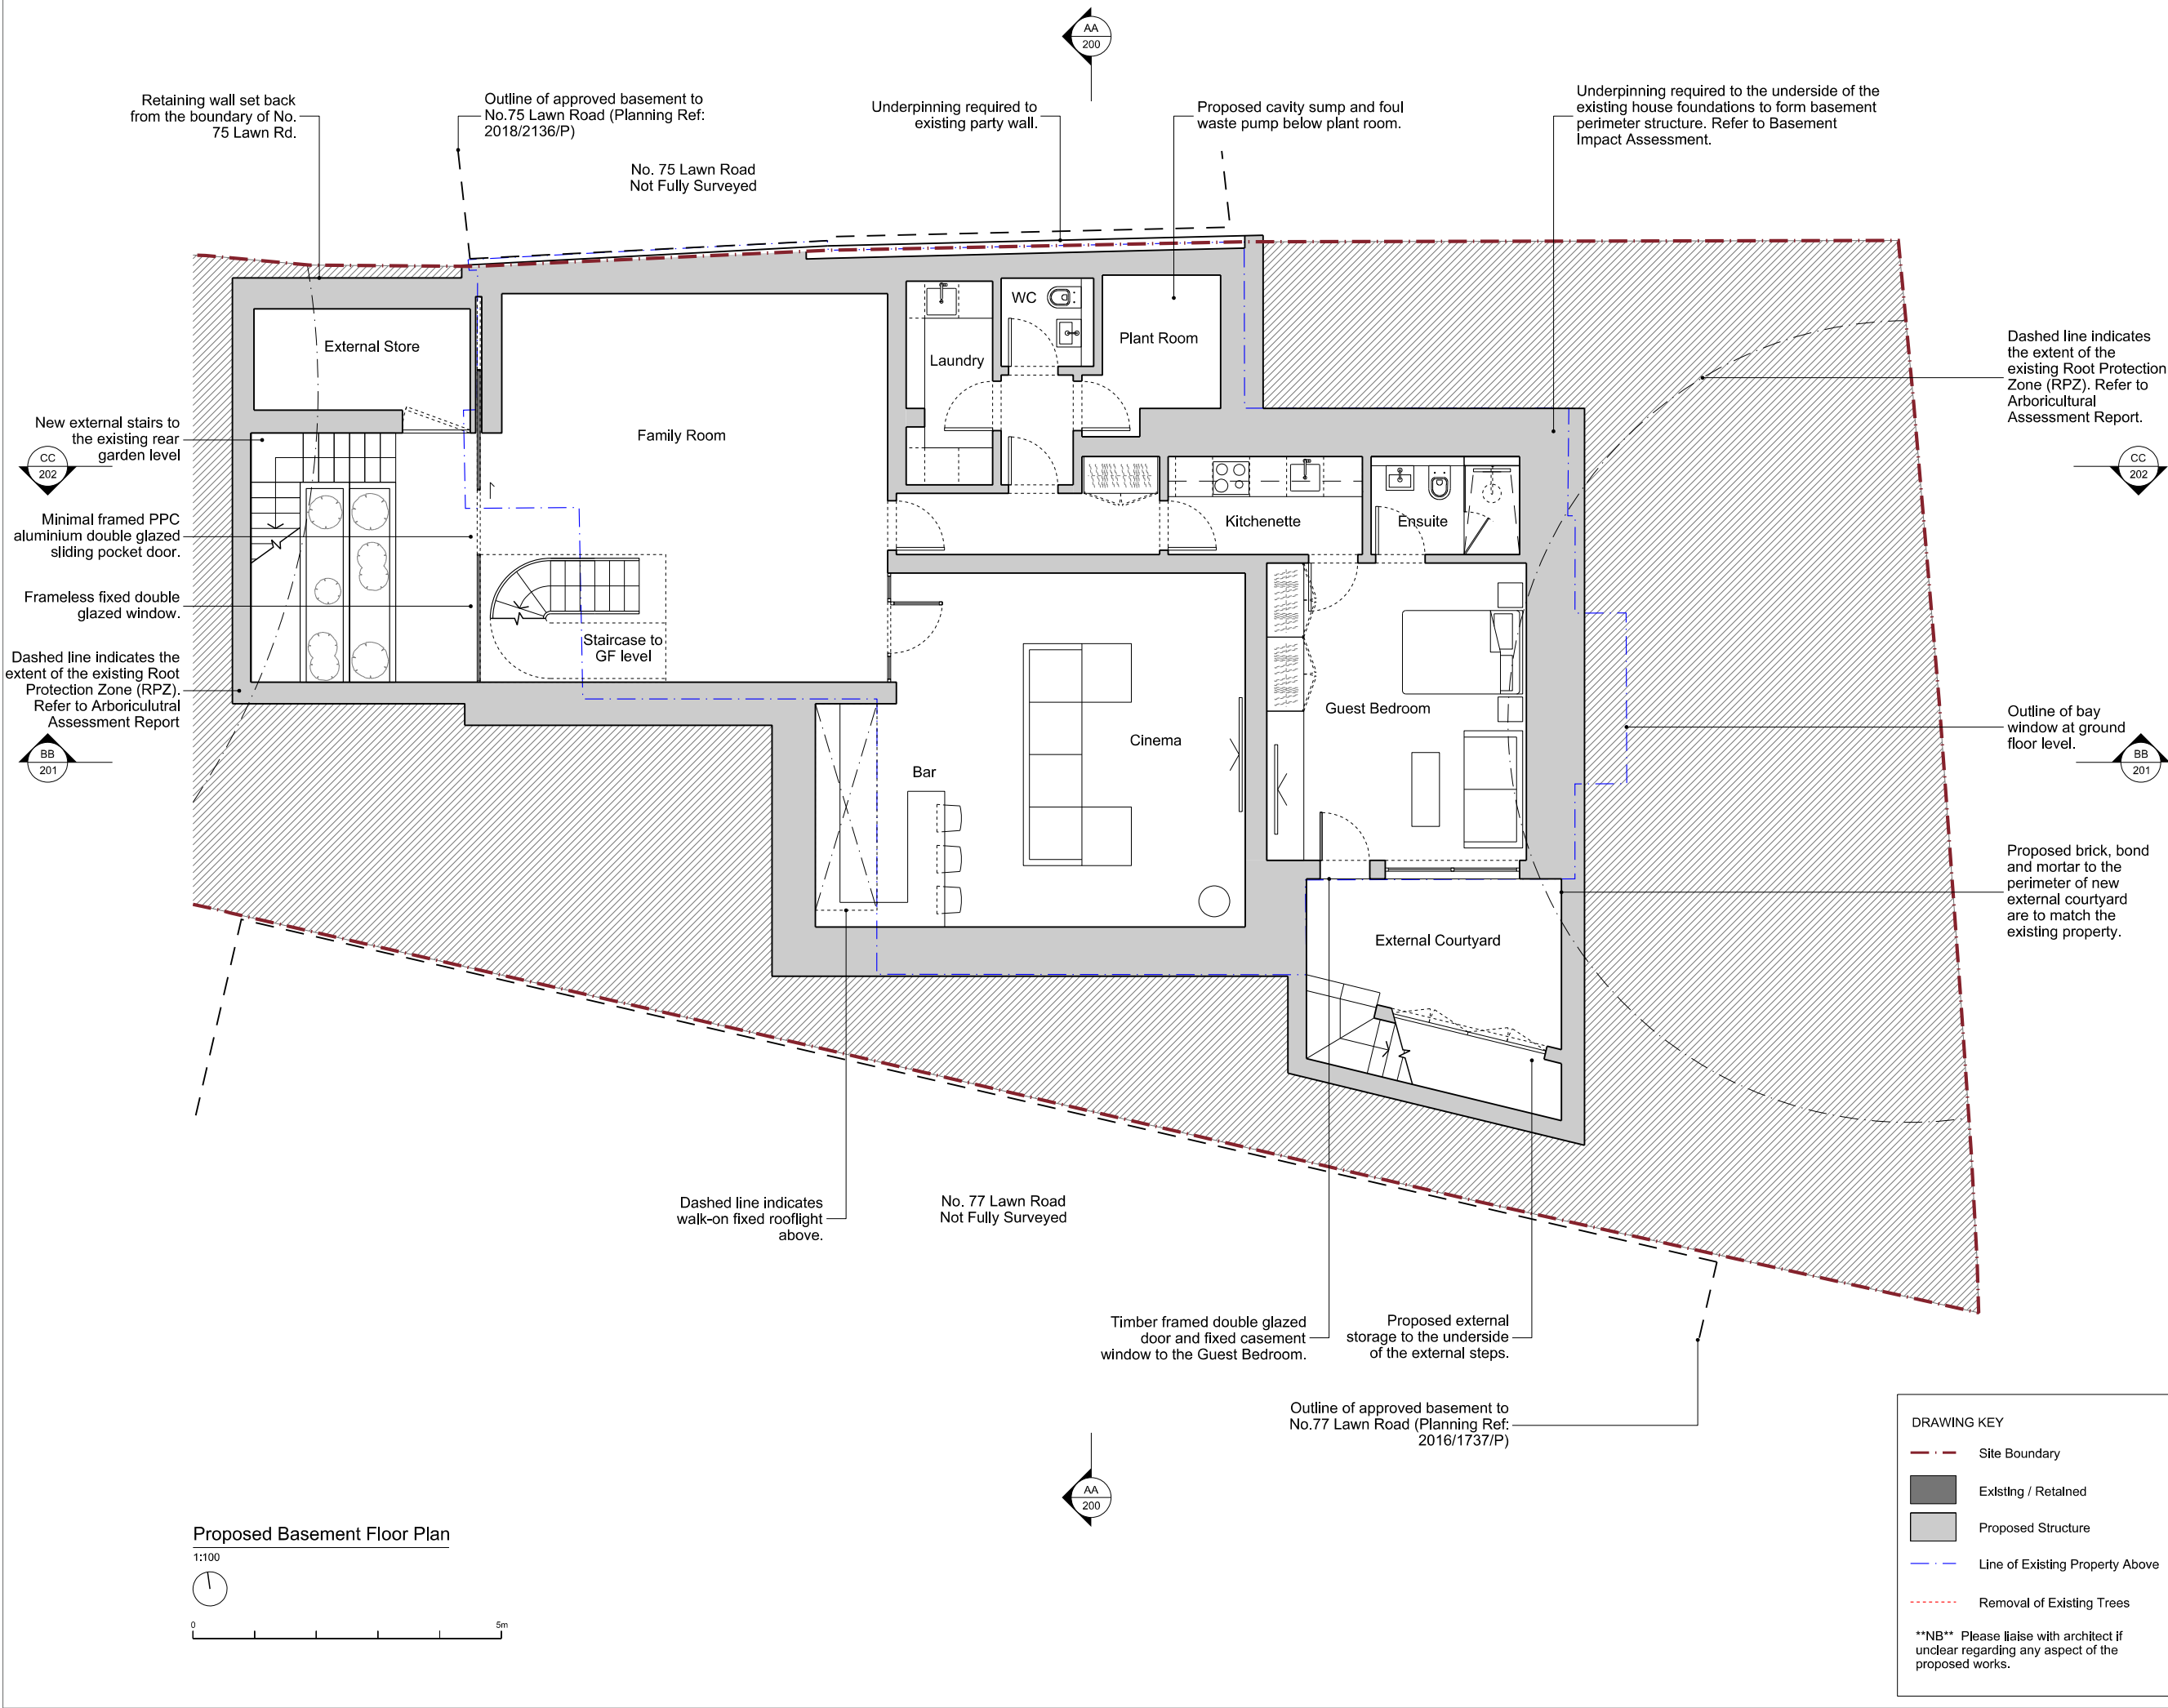 AA
200
Retaining wall set back
from the boundary of No.
75 Lawn Rd.
Outline of approved basement to
No.75 Lawn Road (Planning Ref:
2018/2136/P)
No. 75 Lawn Road
Not Fully Surveyed
Underpinning required to
existing party wall.
Proposed cavity sump and foul
waste pump below plant room.
Underpinning required to the underside of the
existing house foundations to form basement
perimeter structure. Refer to Basement
Impact Assessment.
External Store
Family Room
Laundry
WC
Plant Room
Dashed line indicates
the extent of the
existing Root Protection
Zone (RPZ). Refer to
Arboricultural
Assessment Report.
New external stairs to
the existing rear
garden level
CC
202
CC
202
Minimal framed PPC
aluminium double glazed
sliding pocket door.
Kitchenette
Ensuite
Frameless fixed double
glazed window.
Staircase to
GF level
Dashed line indicates the
extent of the existing Root
Protection Zone (RPZ).
Refer to Arboriculutral
Assessment Report
BB
201
Bar
Cinema
Guest Bedroom
Outline of bay
window at ground
floor level.
BB
201
Proposed brick, bond
and mortar to the
perimeter of new
external courtyard
are to match the
existing property.
External Courtyard
Dashed line indicates
walk-on fixed rooflight
above.
No. 77 Lawn Road
Not Fully Surveyed
Timber framed double glazed
door and fixed casement
window to the Guest Bedroom.
Proposed external
storage to the underside
of the external steps.
Outline of approved basement to
No.77 Lawn Road (Planning Ref:
2016/1737/P)
AA
200
Proposed Basement Floor Plan
1:100
0
5m
DRAWING KEY
Site Boundary
Existing / Retained
Proposed Structure
Line of Existing Property Above
Removal of Existing Trees
**NB** Please liaise with architect if
unclear regarding any aspect of the
proposed works.